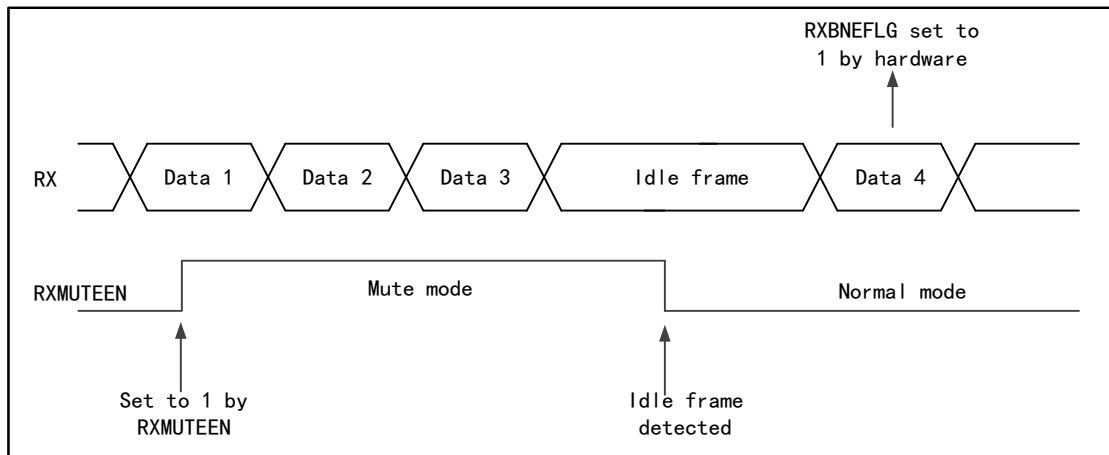 RXBNEFLG set to
1 by hardware
RX
Data 1
Data 2
Data 3
Idle frame
Data 4
RXMUTEEN
Mute mode
Normal mode
Set to 1 by
RXMUTEEN
Idle frame
detected